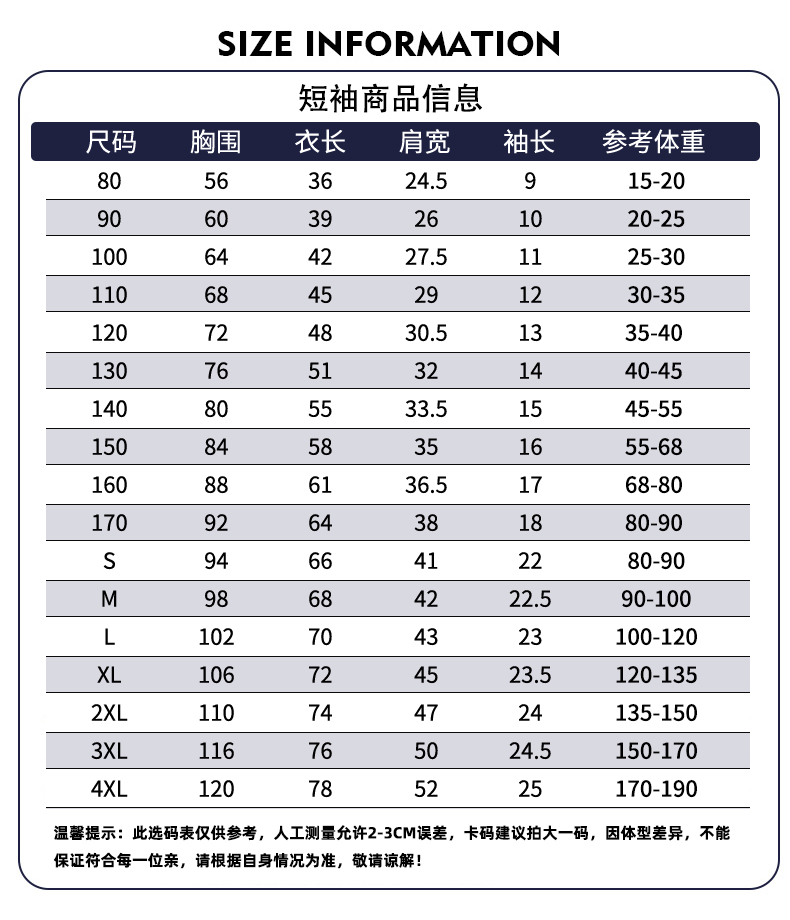 SIZE INFORMATION
短袖商品信息
尺码 胸围 衣长 肩宽 袖长 参考体重
80 56 36 24.5 9 15-20
90 60 39 26 10 20-25
100 64 42 27.5 11 25-30
110 68 45 29 12 30-35
120 72 48 30.5 13 35-40
130 76 51 32 14 40-45
140 80 55 33.5 15 45-55
150 84 58 35 16 55-68
160 88 61 36.5 17 68-80
170 92 64 38 18 80-90
S 94 66 41 22 80-90
M 98 68 42 22.5 90-100
L 102 70 43 23 100-120
XL 106 72 45 23.5 120-135
2XL 110 74 47 24 135-150
3XL 116 76 50 24.5 150-170
4XL 120 78 52 25 170-190
温馨提示：此选码表仅供参考，人工测量允许2-3CM误差，卡码建议拍大一码，因体型差异，不能
保证符合每一位亲，请根据自身情况为准，敬请谅解！